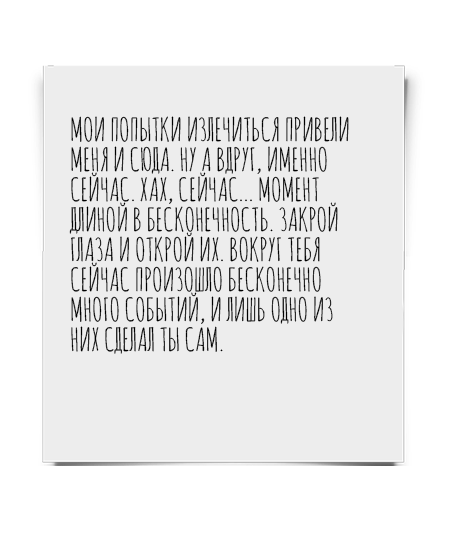 МОИ ПОПЫТКИ ИЗЛЕЧИТЬСЯ ПРИВЕЛИ
МЕНЯ И СЮДА. НУ А ВДРУГ, ИМЕННО
СЕЙЧАС. ХАХ, СЕЙЧАС... МОМЕНТ
ДЛИНОЙ В БЕСКОНЕЧНОСТЬ. ЗАКРОЙ
ГЛАЗА И ОТКРОЙ ИХ. ВОКРУГ ТЕБЯ
СЕЙЧАС ПРОИЗОШЛО БЕСКОНЕЧНО
МНОГО СОБЫТИЙ, И ЛИШЬ ОДНО ИЗ
НИХ СДЕЛАЛ ТЫ САМ.